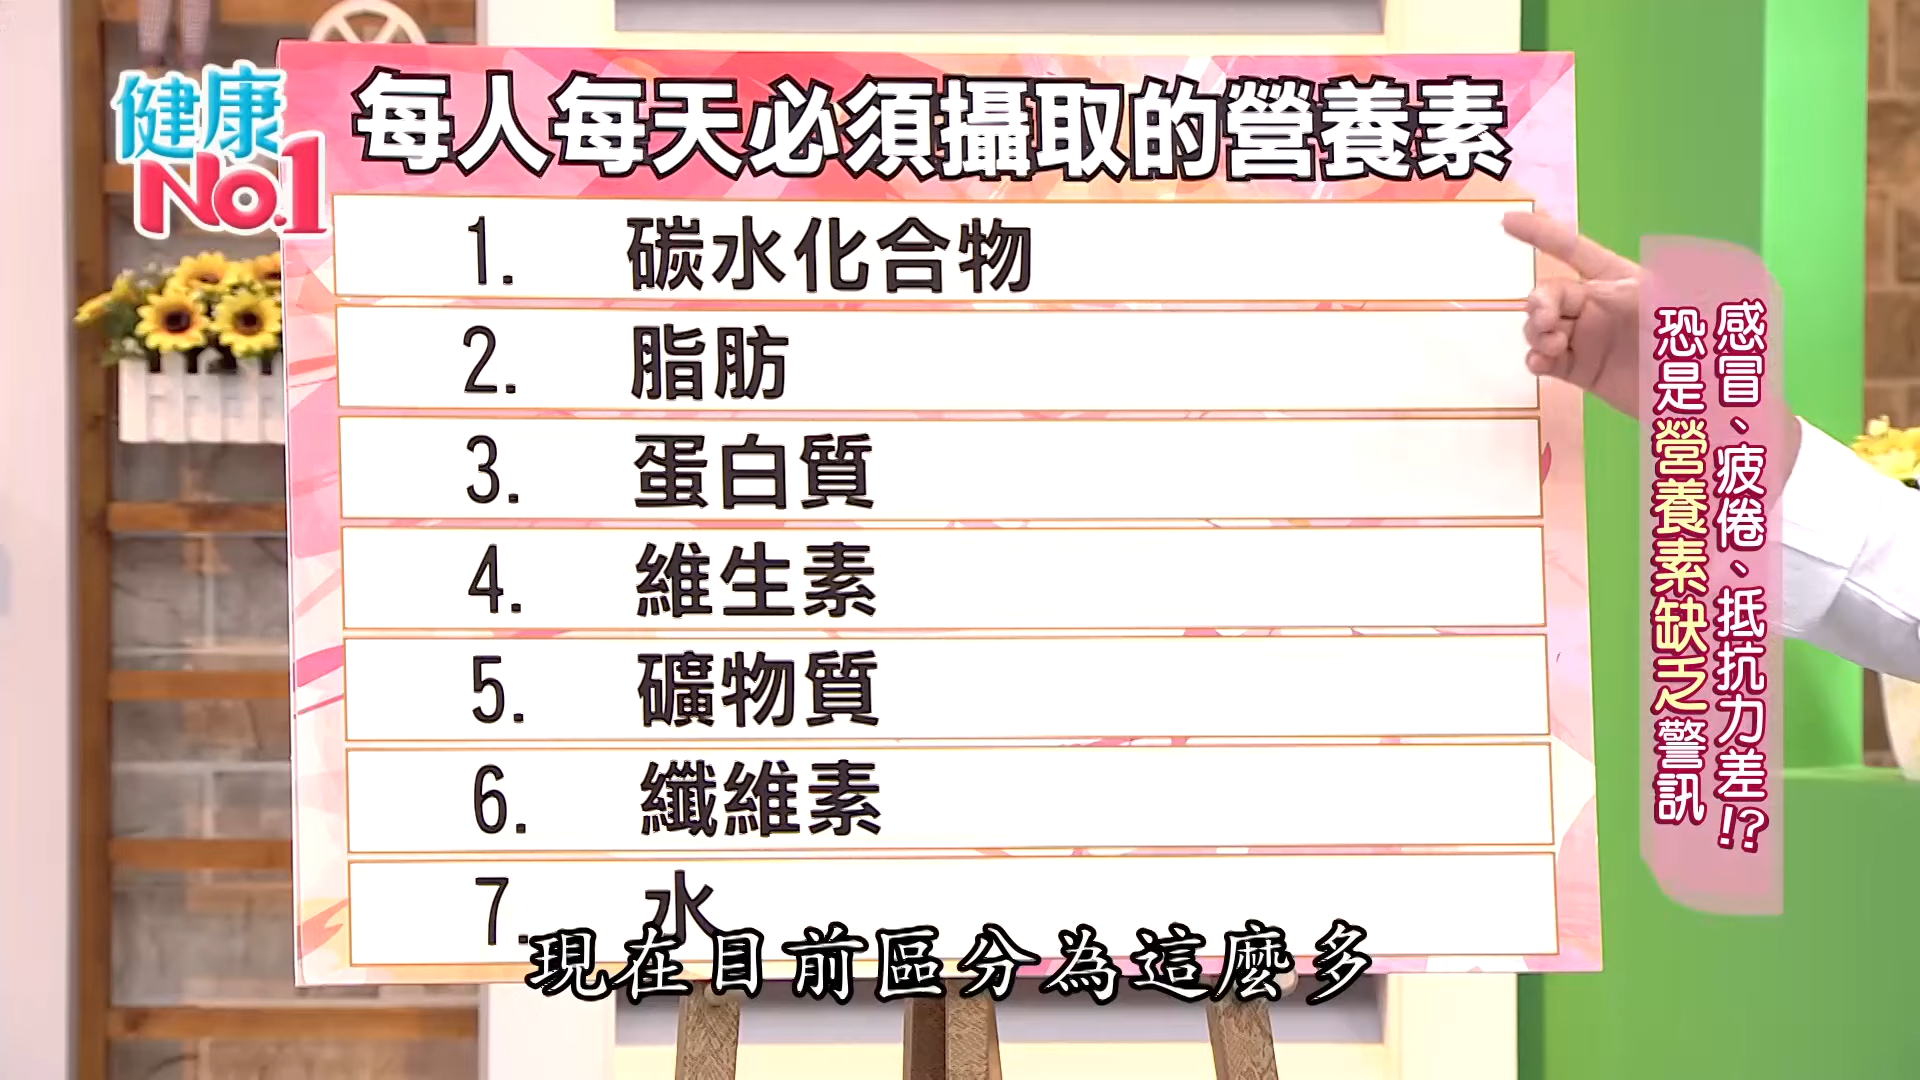 健康
No.1
每人每天必須攝取的營養素
1. 碳水化合物
2. 脂肪
3. 蛋白質
4. 維生素
5. 礦物質
6. 纖維素
7. 水
感冒、疲倦、抵抗力差!?
恐是營養素缺乏警訊
現在目前區分為這麼多